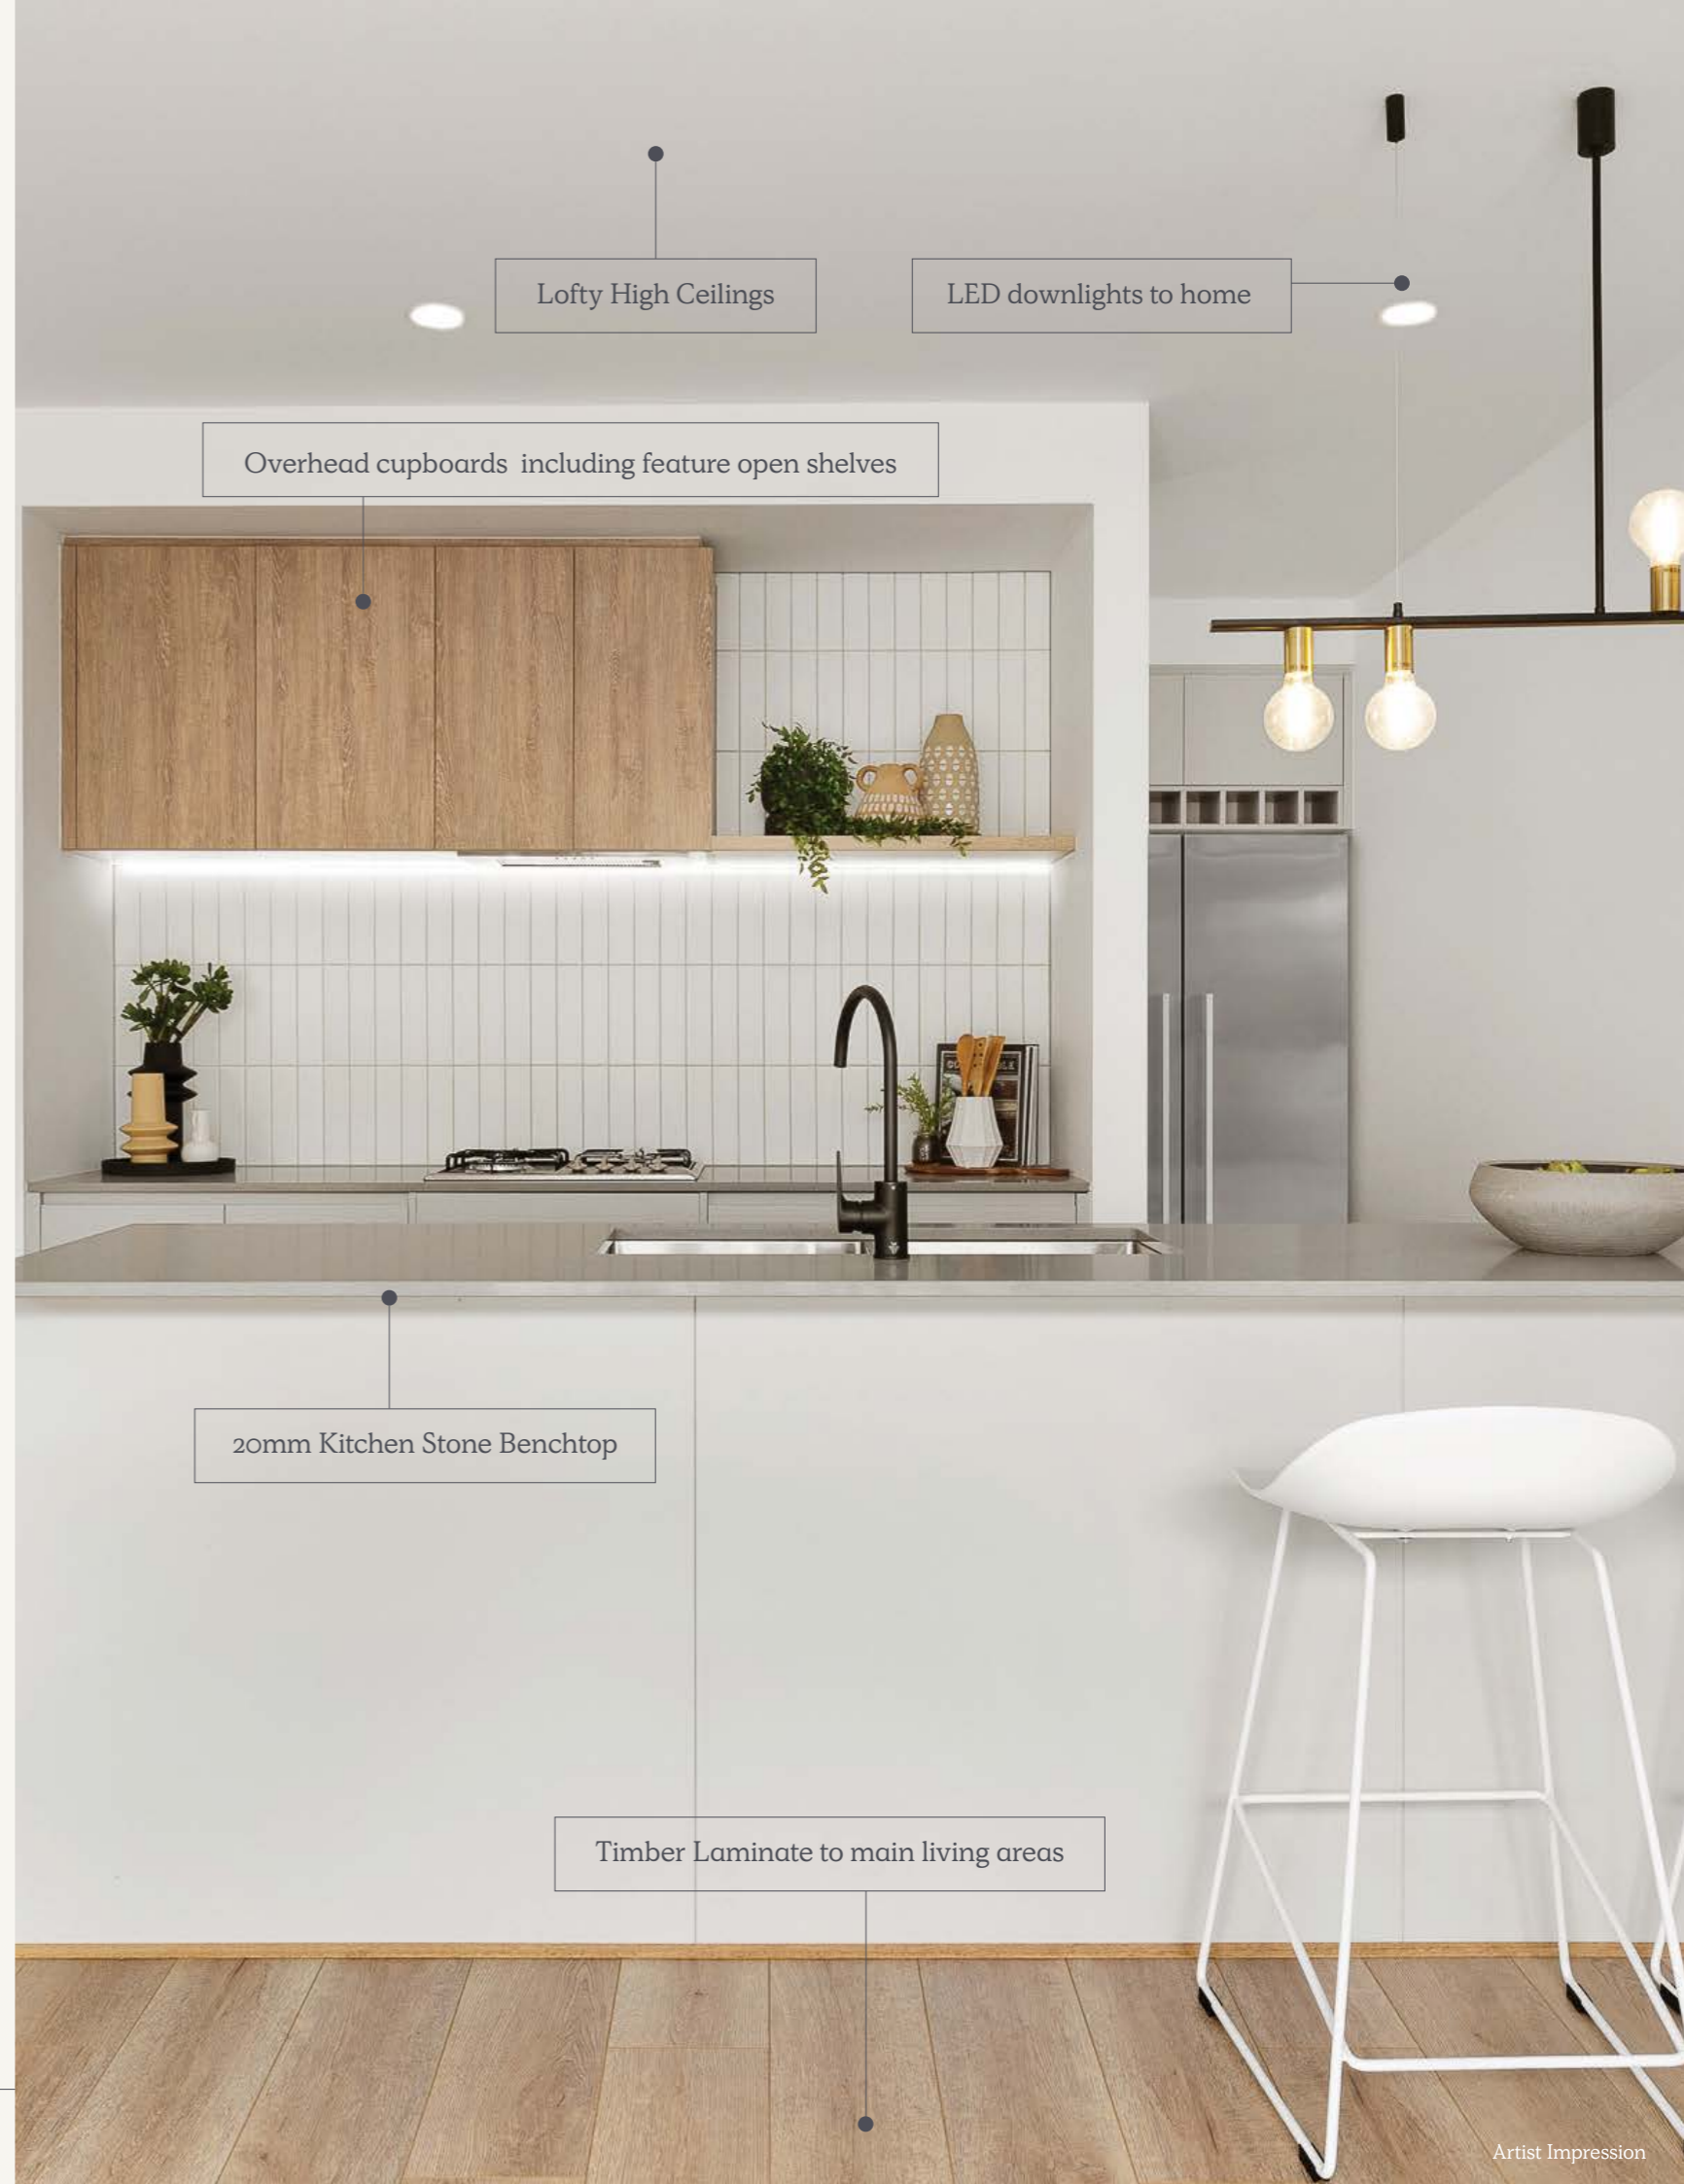 Lofty High Ceilings
LED downlights to home
Overhead cupboards  including feature open shelves
20mm Kitchen Stone Benchtop
Timber Laminate to main living areas
Artist Impression